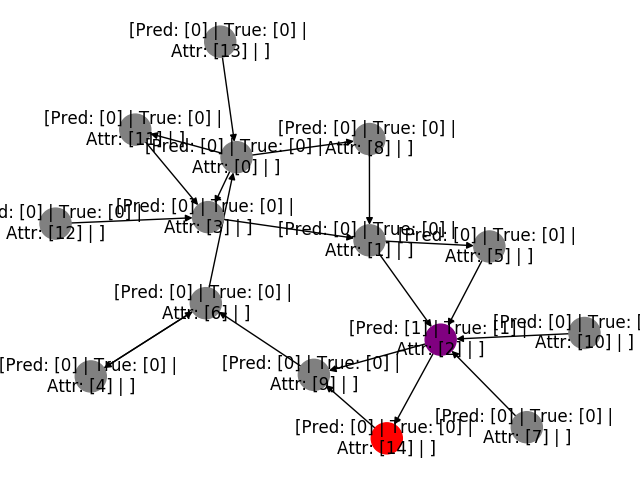 [Pred: [0] | True: [0] |
Attr: [13] | ]
[Pred: [0] | True: [0] |
Attr: [11] | ]
[Pred: [0] | True: [0] |
Attr: [0] | ]
[Pred: [0] | True: [0] |
Attr: [8] | ]
d: [0] | True: [0] |
Attr: [12] | ]
[Pred: [0] | True: [0] |
Attr: [3] | ]
[Pred: [0] | True: [0] |
Attr: [1] | ]
[Pred: [0] | True: [0] |
Attr: [5] | ]
[Pred: [0] | True: [0] |
Attr: [6] | ]
[Pred: [1] | True: [1] |
Attr: [2] | ]
[Pred: [0] | True: [
Attr: [10] | ]
[Pred: [0] | True: [0] |
Attr: [4] | ]
[Pred: [0] | True: [0] |
Attr: [9] | ]
[Pred: [0] | True: [0] |
Attr: [14] | ]
[Pred: [0] | True: [0] |
Attr: [7] | ]